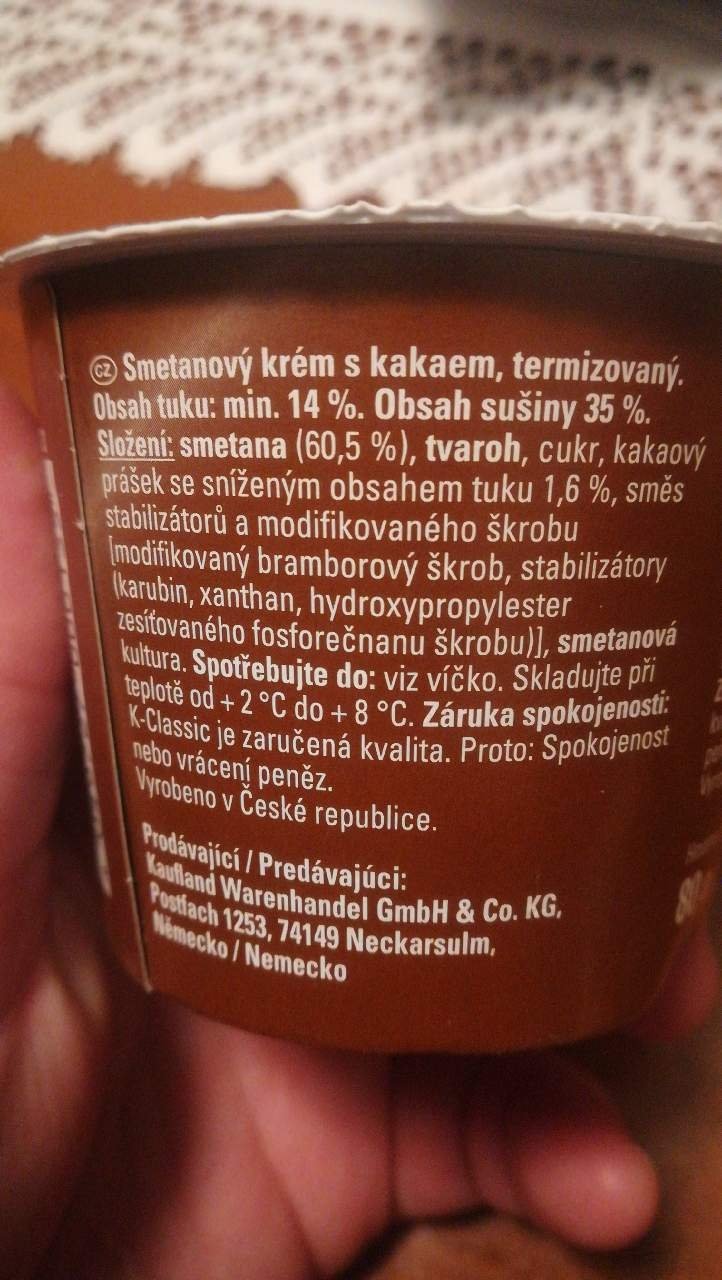 CZ Smetanový krém s kakaem, termizovaný.
Obsah tuku: min. 14 %. Obsah sušiny 35 %.
Složení: smetana (60,5 %), tvaroh, cukr, kakaový
prášek se sníženým obsahem tuku 1,6 %, směs
stabilizátorů a modifikovaného škrobu
[modifikovaný bramborový škrob, stabilizátory
(karubin, xanthan, hydroxypropylester
zesíťovaného fosforečnanu škrobu)], smetanová
kultura. Spotřebujte do: viz víčko. Skladujte při
teplotě od + 2 °C do + 8 °C. Záruka spokojenosti:
K-Classic je zaručená kvalita. Proto: Spokojenost
nebo vrácení peněz.
Vyrobeno v České republice.
Prodávající / Predávajúci:
Kaufland Warenhandel GmbH & Co. KG,
Postfach 1253, 74149 Neckarsulm,
Německo / Nemecko